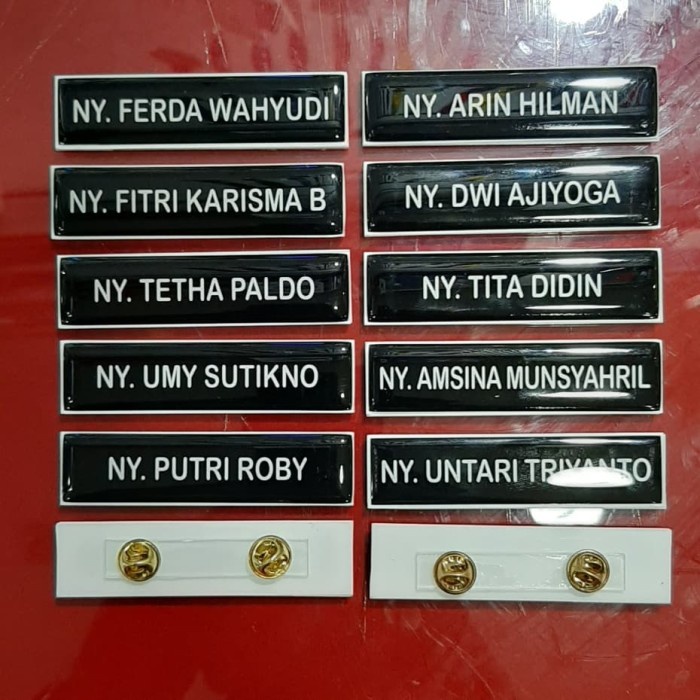 NY. FERDA WAHYUDI
NY. ARIN HILMAN
NY. FITRI KARISMA B
NY. DWI AJIYOGA
NY. TETHA PALDO
NY. TITA DIDIN
NY. UMY SUTIKNO
NY. AMSINA MUNSYAHRIL
NY. PUTRI ROBY
NY. UNTARI TRIYANTO